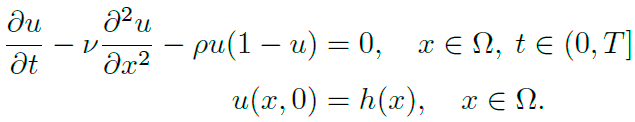 ∂u/∂t − ν ∂²u/∂x² − ρu(1 − u) = 0, x ∈ Ω, t ∈ (0, T]
u(x, 0) = h(x), x ∈ Ω.